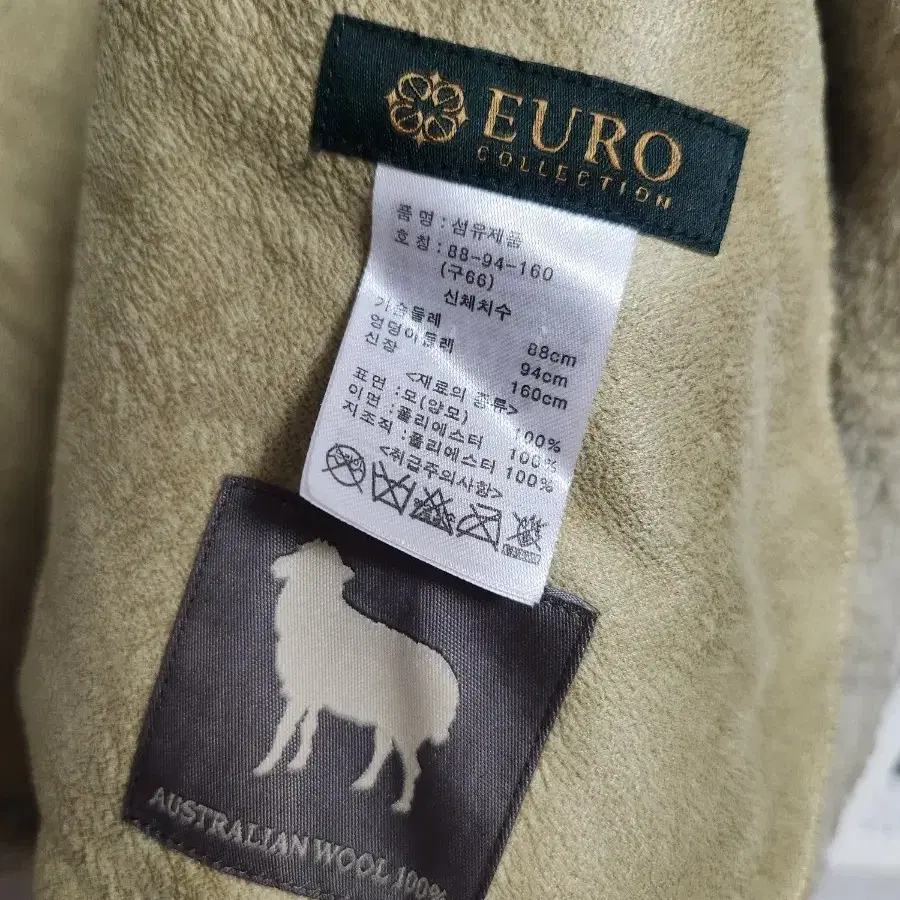 EURO
COLLECTION
품 명 : 섬유제품
호 칭 : 88-94-160
(구66)
신체치수
가슴둘레 88cm
엉덩이둘레 94cm
신장 160cm
<재료의 종류>
표면 : 모(양모) 100%
이면 : 폴리에스터 100%
지조직 : 폴리에스터 100%
<취급주의사항>
AUSTRALIAN WOOL 100%